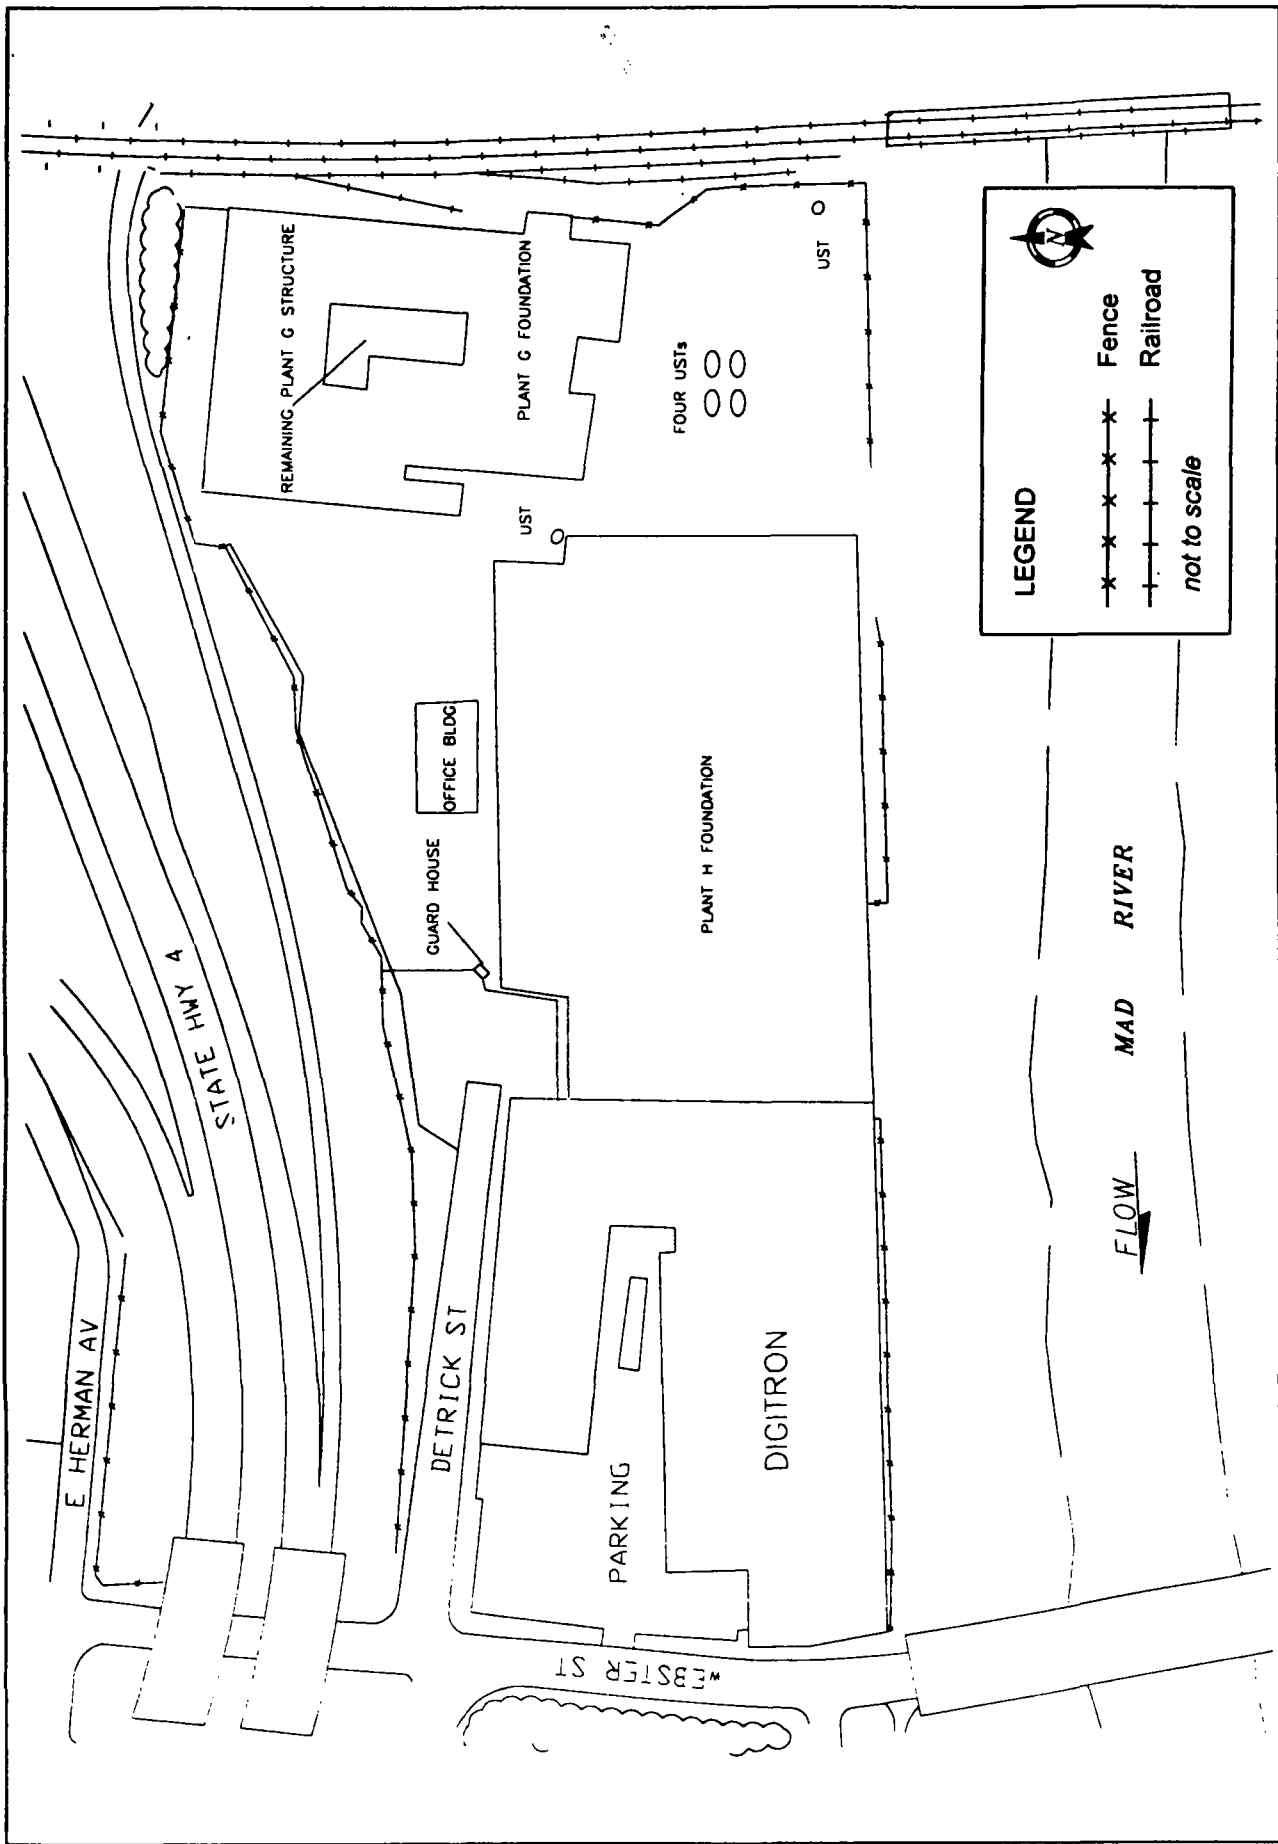 E HERMAN AV
STATE HWY 4
DETRICK ST
WEBSTER ST
PARKING
DIGITRON
GUARD HOUSE
OFFICE BLDG
PLANT H FOUNDATION
UST
REMAINING PLANT G STRUCTURE
PLANT G FOUNDATION
FOUR USTs
UST
FLOW
MAD RIVER
LEGEND
N
Fence
Railroad
not to scale